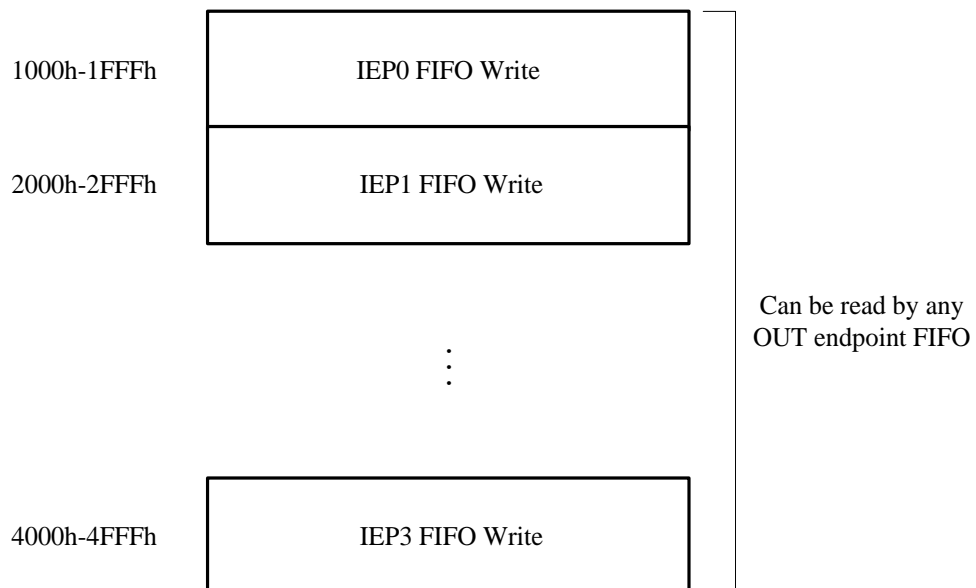 1000h-1FFFh
IEP0 FIFO Write
2000h-2FFFh
IEP1 FIFO Write
Can be read by any
OUT endpoint FIFO
4000h-4FFFh
IEP3 FIFO Write